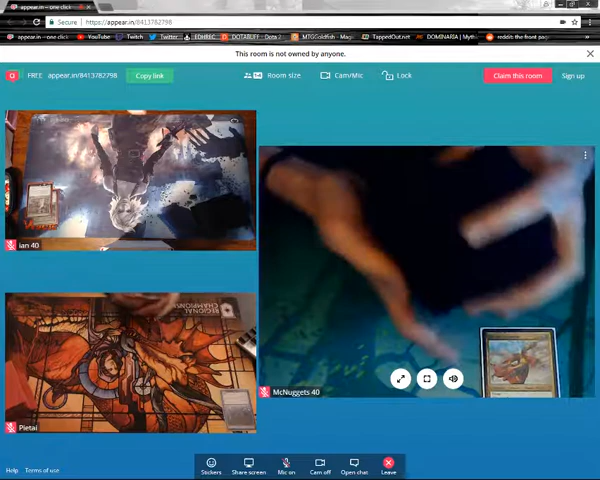 appear.in – one click
YouTube
Twitch
Twitter
EDHREC
DOTABUFF - Dota 2
MTGGoldfish - Magi
TappedOut.net
DOMINARIA | Myth
reddit: the front pag
Secure | https://appear.in/8413782798
This room is not owned by anyone.
FREE appear.in/8413782798 Copy link Room size Cam/Mic Lock Claim this room Sign up
REGIONAL
CHAMPIONS
Ian 40
McNuggets 40
Pietai
Help Terms of use
Stickers Share screen Mic on Cam off Open chat Leave